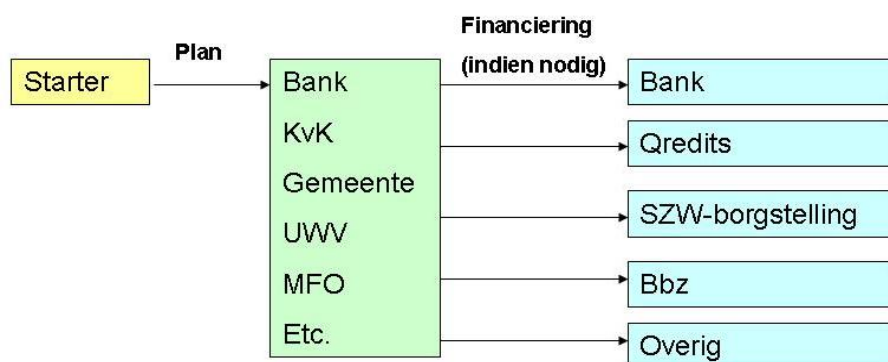 Starter
Plan
Bank
KvK
Gemeente
UWV
MFO
Etc.
Financiering
(indien nodig)
Bank
Qredits
SZW-borgstelling
Bbz
Overig